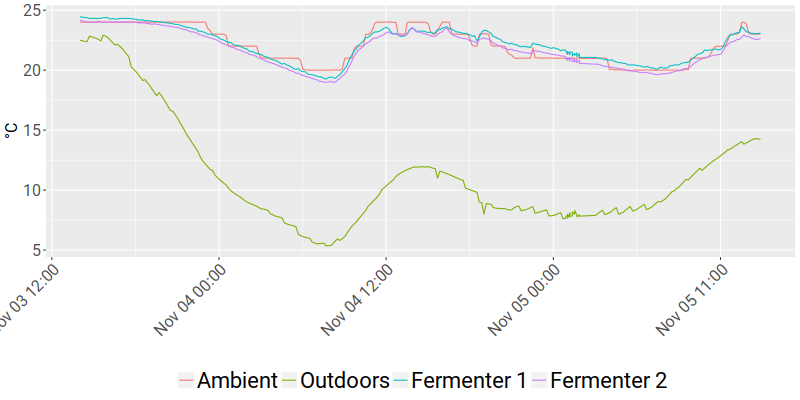 25
20
15
10
5
°C
ov 03 12:00
Nov 04 00:00
Nov 04 12:00
Nov 05 00:00
Nov 05 11:00
Ambient Outdoors Fermenter 1 Fermenter 2